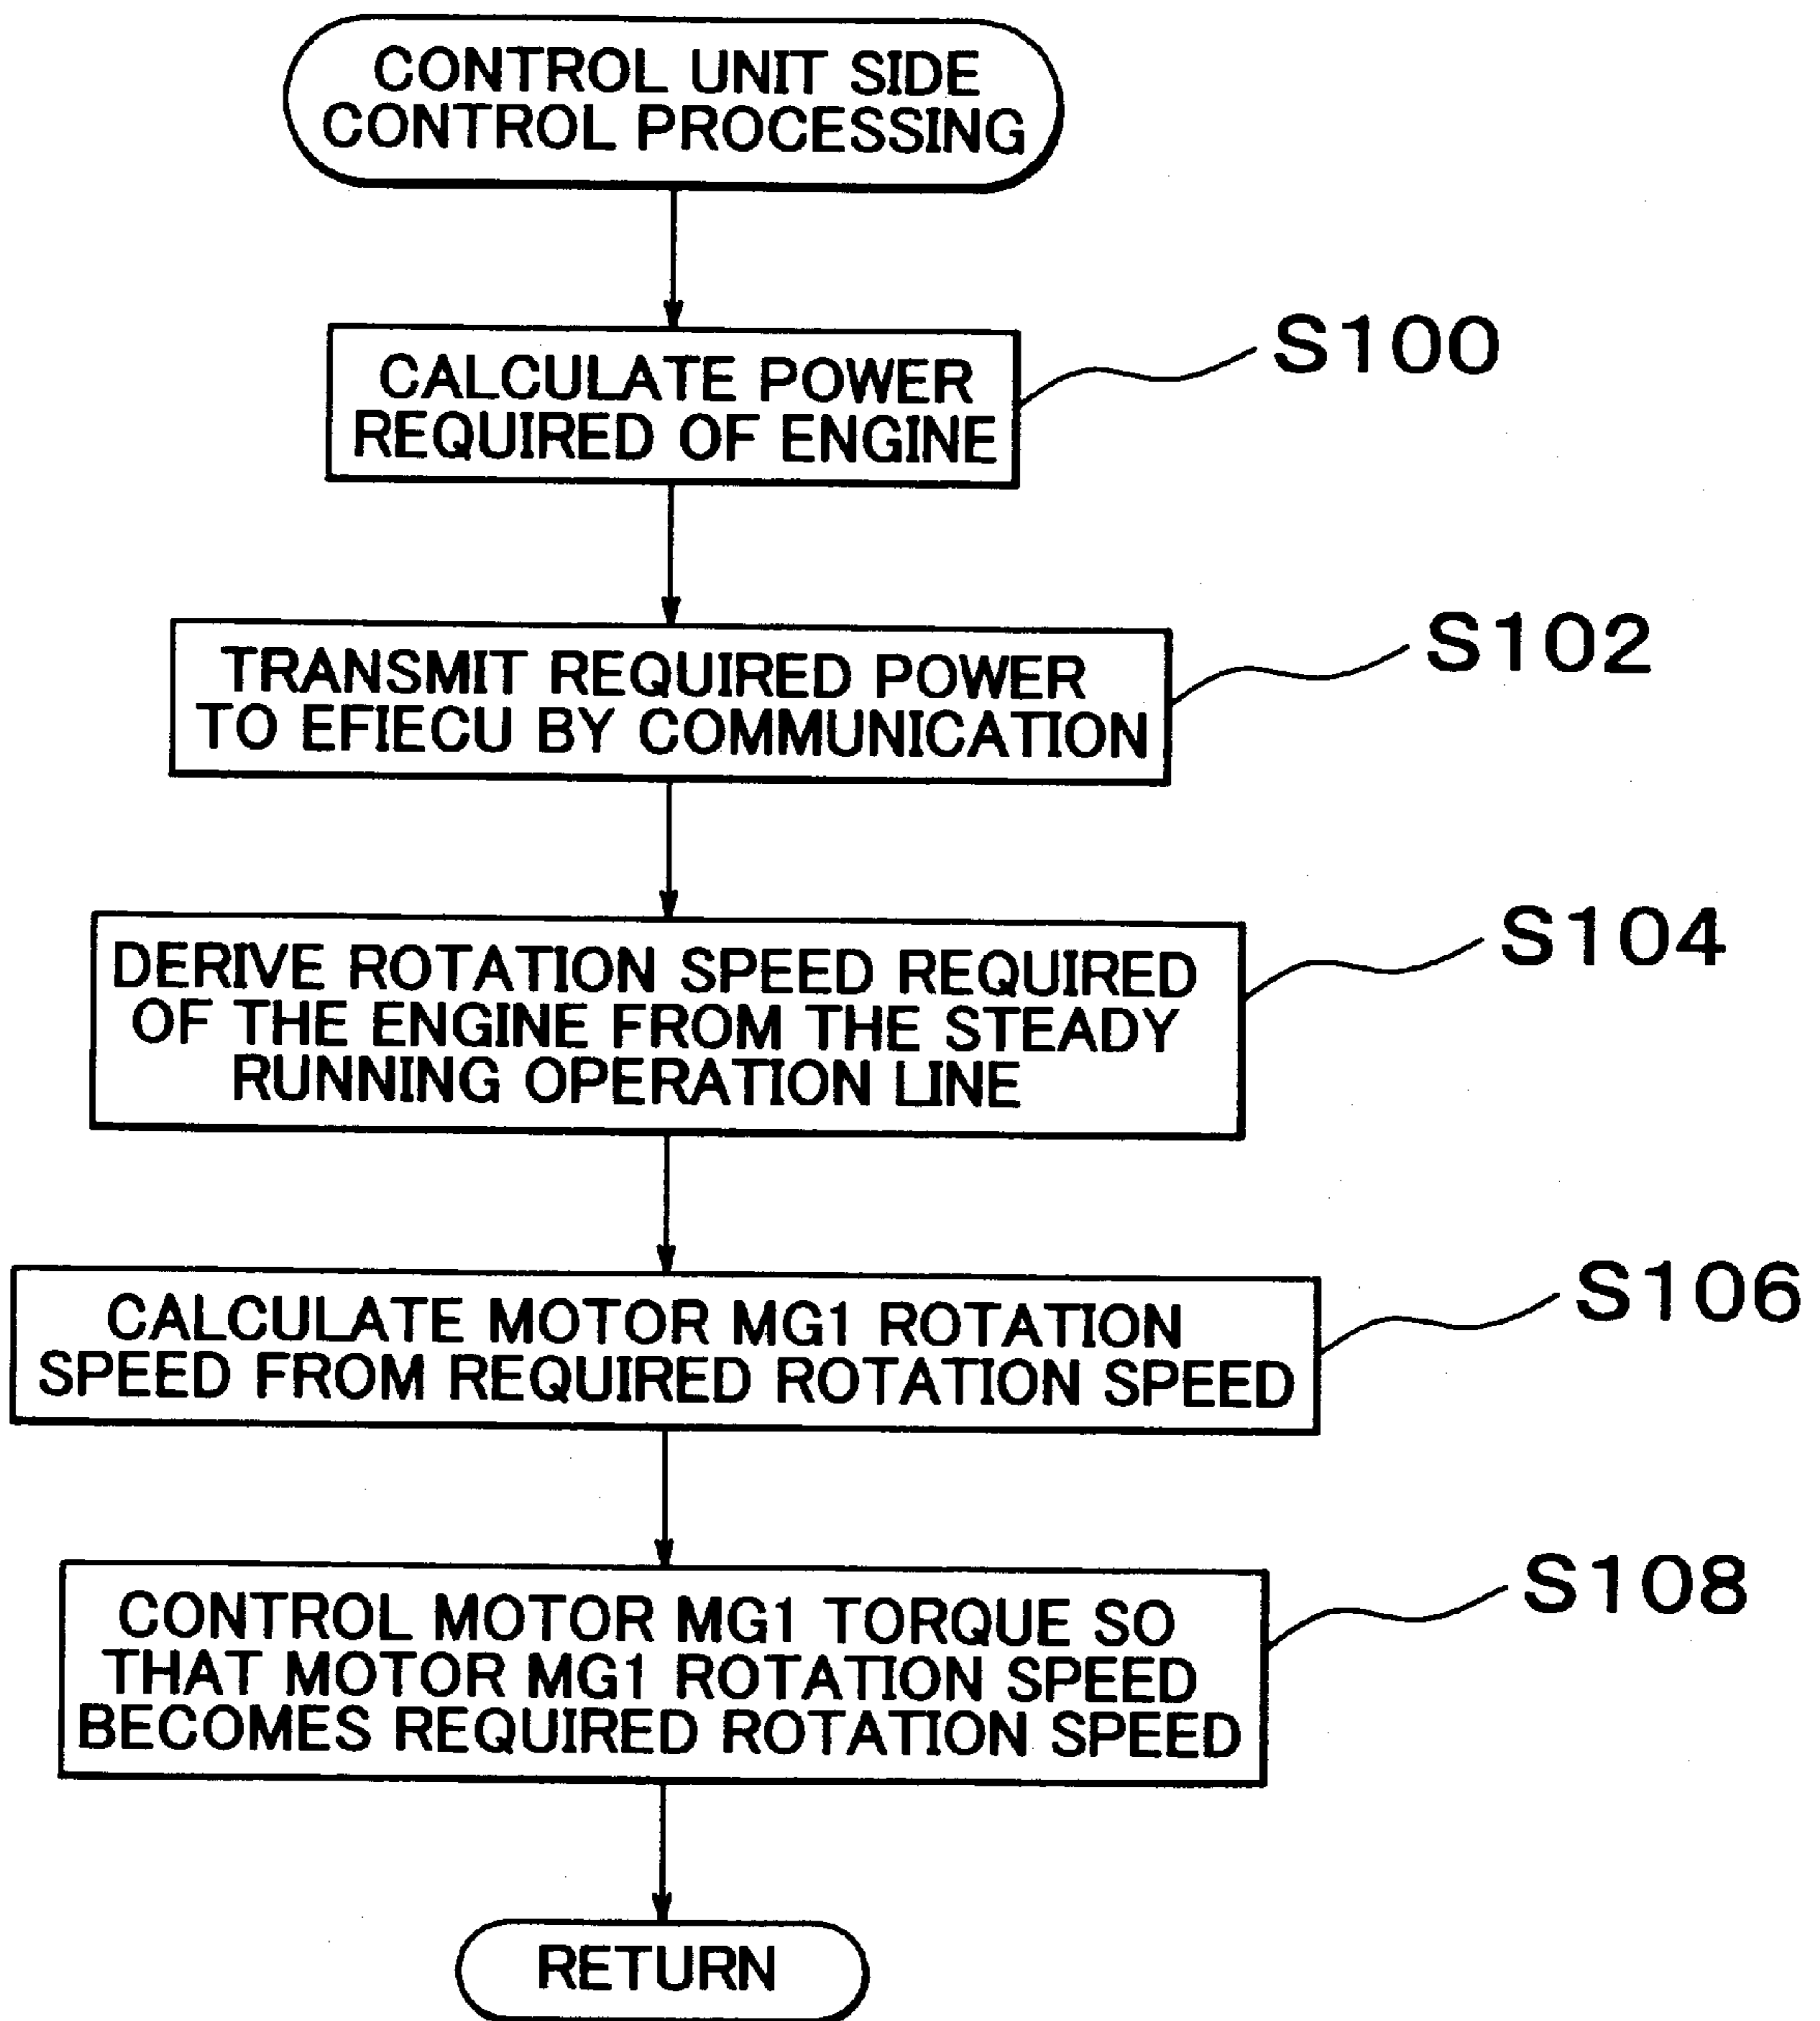 CONTROL UNIT SIDE
CONTROL PROCESSING
CALCULATE POWER
REQUIRED OF ENGINE
S100
TRANSMIT REQUIRED POWER
TO EFIECU BY COMMUNICATION
S102
DERIVE ROTATION SPEED REQUIRED
OF THE ENGINE FROM THE STEADY
RUNNING OPERATION LINE
S104
CALCULATE MOTOR MG1 ROTATION
SPEED FROM REQUIRED ROTATION SPEED
S106
CONTROL MOTOR MG1 TORQUE SO
THAT MOTOR MG1 ROTATION SPEED
BECOMES REQUIRED ROTATION SPEED
S108
RETURN